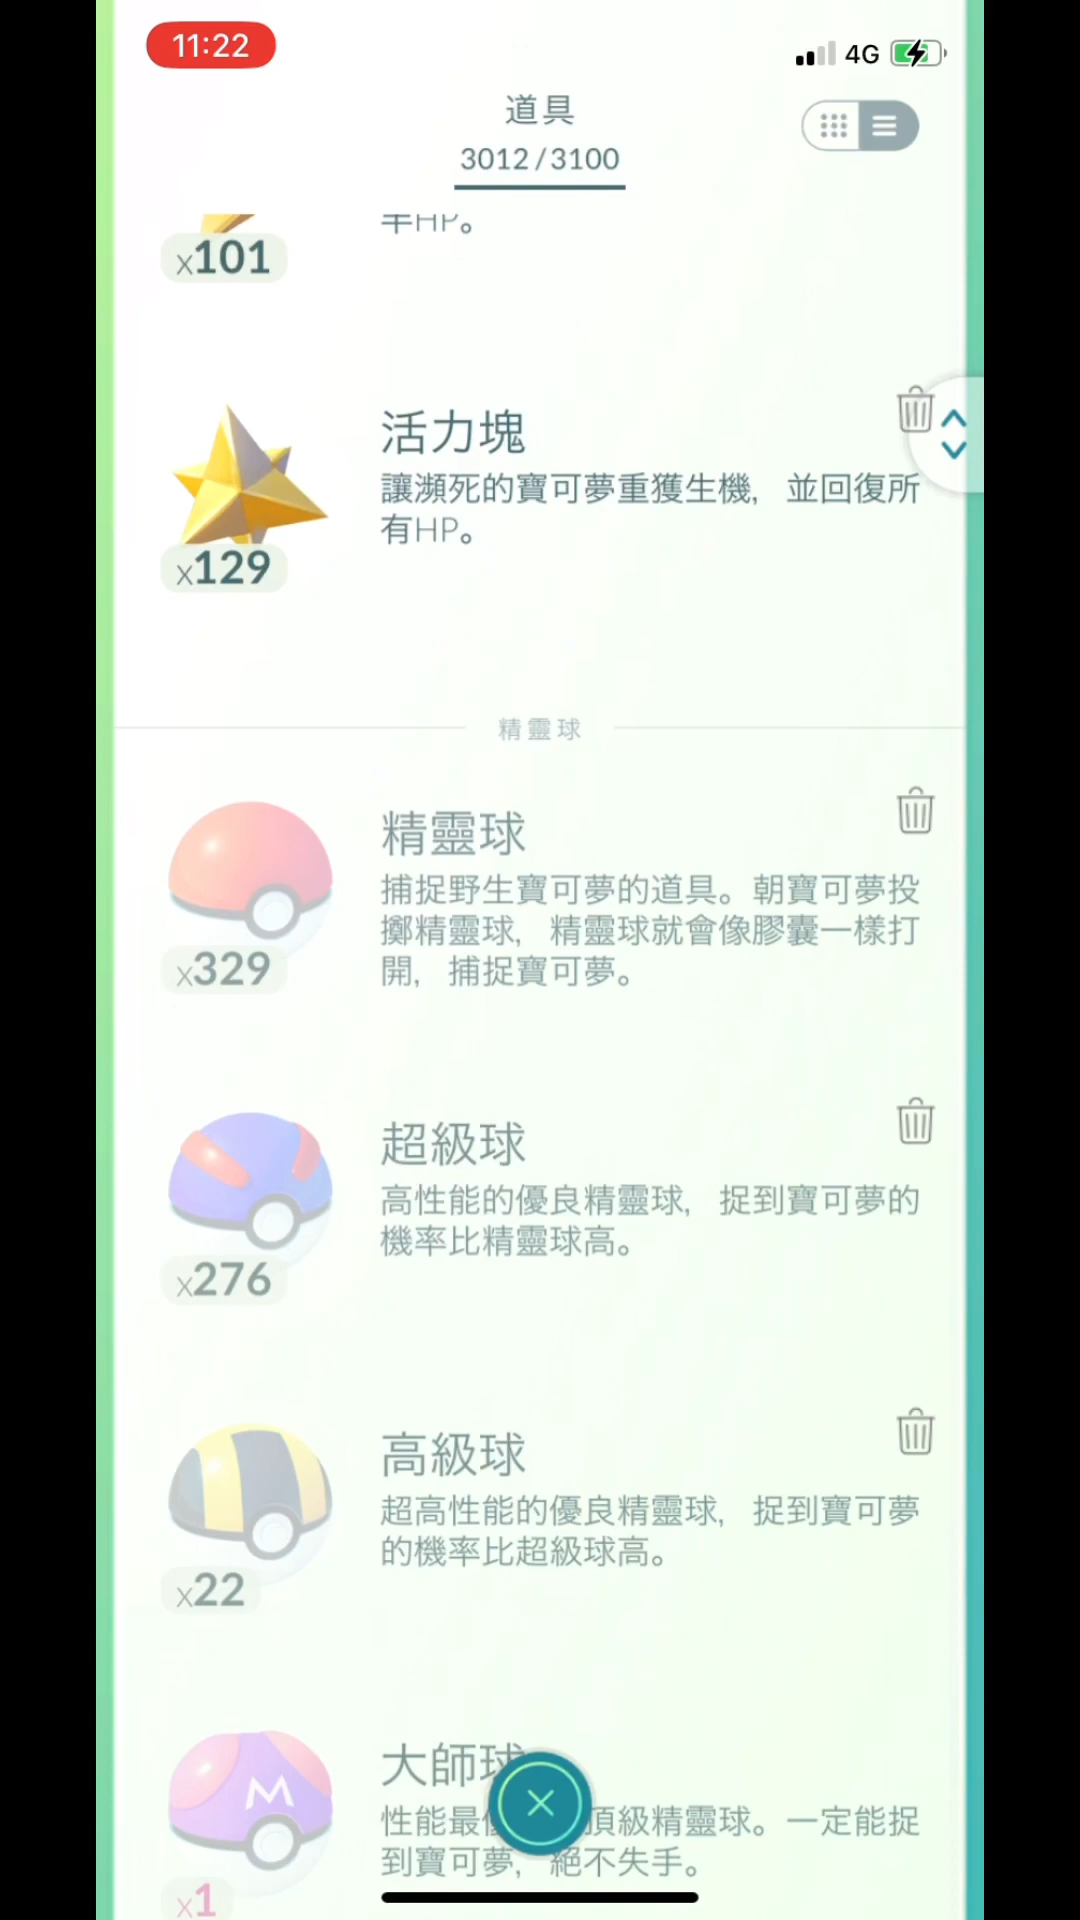 11:22
4G
道具
3012/3100
半HP。
x101
活力塊
讓瀕死的寶可夢重獲生機，並回復所
有HP。
x129
精靈球
精靈球
捕捉野生寶可夢的道具。朝寶可夢投
擲精靈球，精靈球就會像膠囊一樣打
開，捕捉寶可夢。
x329
超級球
高性能的優良精靈球，捉到寶可夢的
機率比精靈球高。
x276
高級球
超高性能的優良精靈球，捉到寶可夢
的機率比超級球高。
x22
M
大師球
性能最 頂級精靈球。一定能捉
到寶可夢，絕不失手。
x1